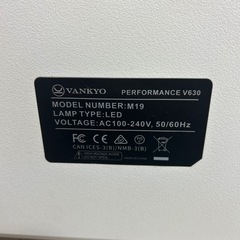 VANKYO PERFORMANCE V630
MODEL NUMBER:M19
LAMP TYPE:LED
VOLTAGE:AC100-240V, 50/60Hz
CAN ICES-3(B)/NMB-3(B)